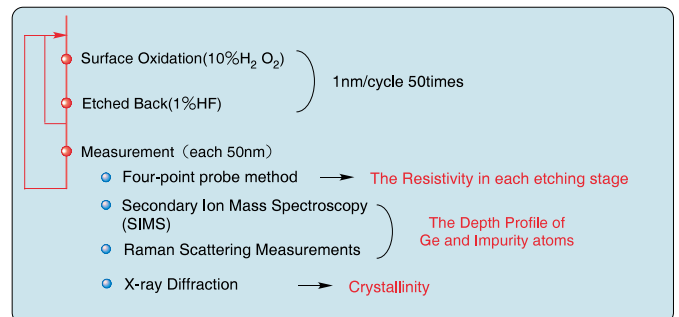 Surface Oxidation(10%H₂ O₂)
1nm/cycle 50times
Etched Back(1%HF)
Measurement (each 50nm)
Four-point probe method
The Resistivity in each etching stage
Secondary Ion Mass Spectroscopy
(SIMS)
The Depth Profile of
Ge and Impurity atoms
Raman Scattering Measurements
X-ray Diffraction
Crystallinity